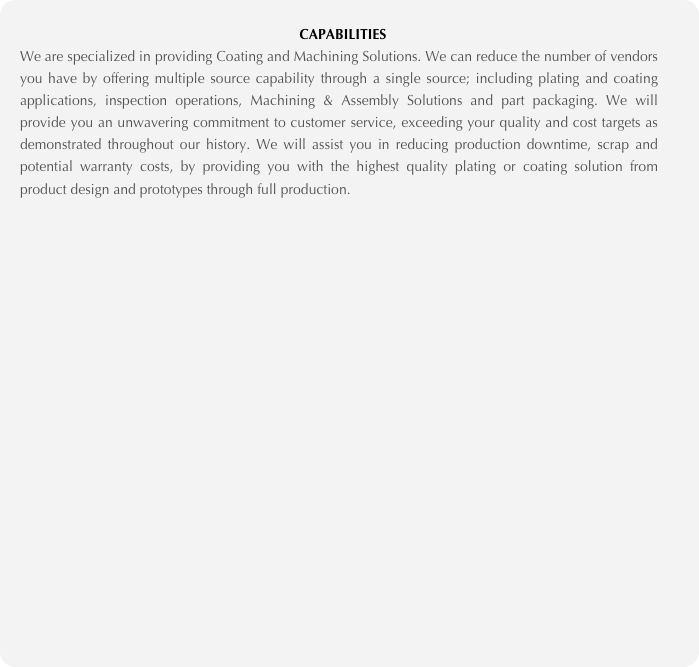 CAPABILITIES
We are specialized in providing Coating and Machining Solutions. We can reduce the number of vendors
you have by offering multiple source capability through a single source; including plating and coating
applications, inspection operations, Machining & Assembly Solutions and part packaging. We will
provide you an unwavering commitment to customer service, exceeding your quality and cost targets as
demonstrated throughout our history. We will assist you in reducing production downtime, scrap and
potential warranty costs, by providing you with the highest quality plating or coating solution from
product design and prototypes through full production.